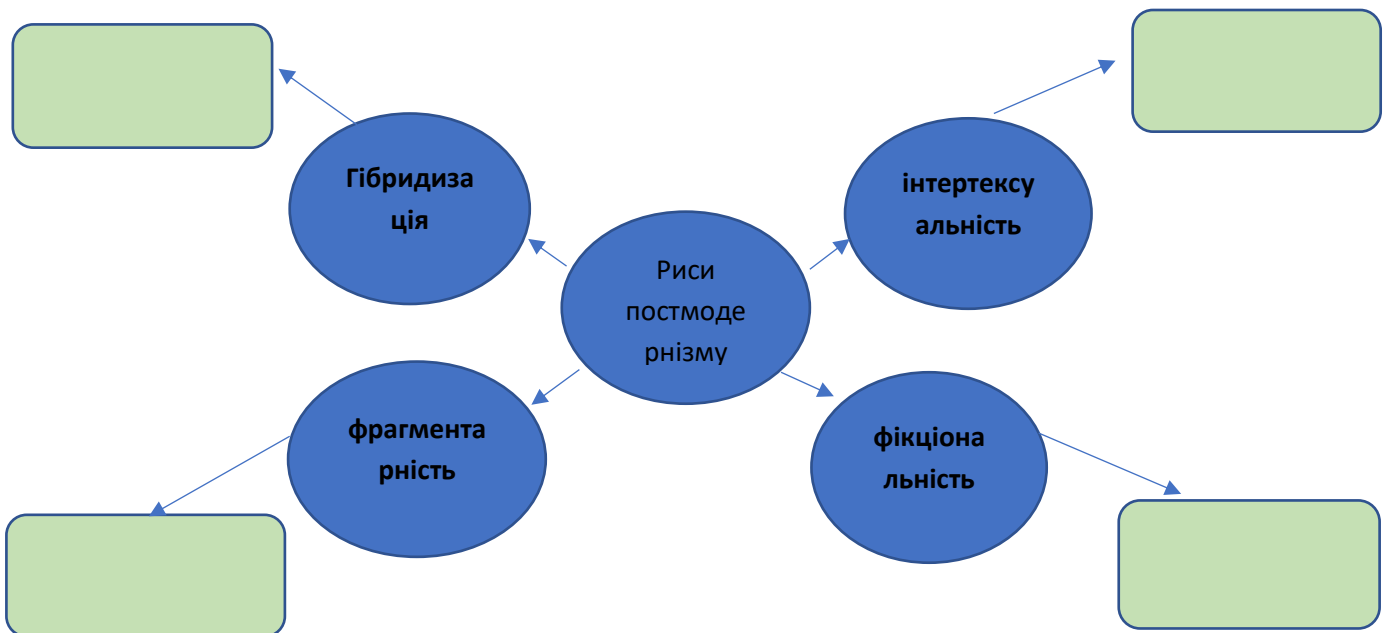 Гібридиза
ція
інтертексу
альність
Риси
постмоде
рнізму
фрагмента
рність
фікціона
льність